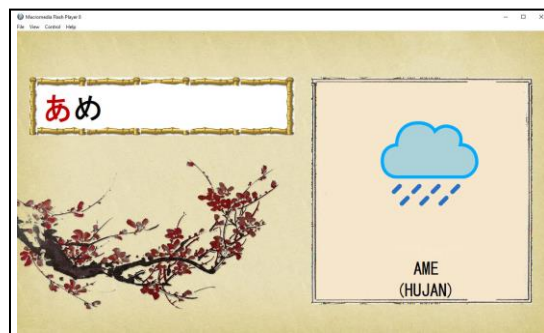 Macromedia Flash Player 8
File View Control Help
あめ
AME
(HUJAN)